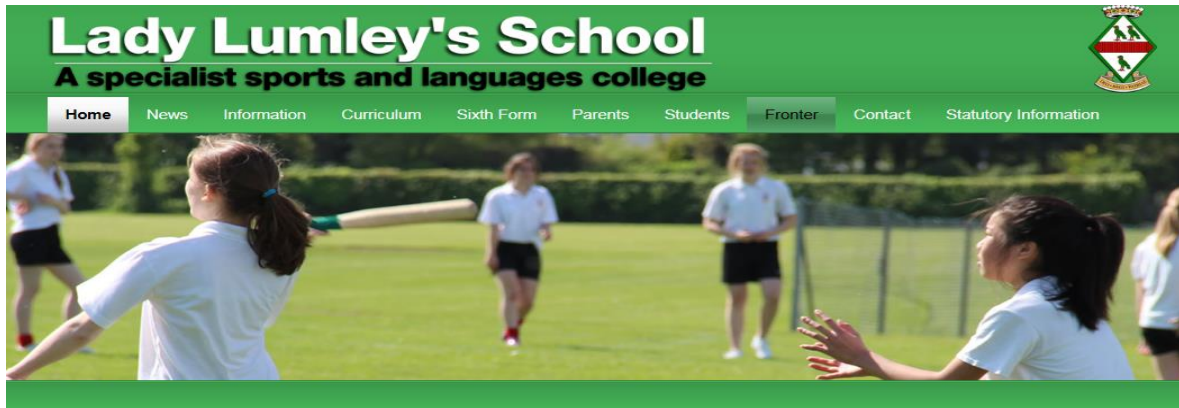 Lady Lumley's School
A specialist sports and languages college
Home News Information Curriculum Sixth Form Parents Students Fronter Contact Statutory Information